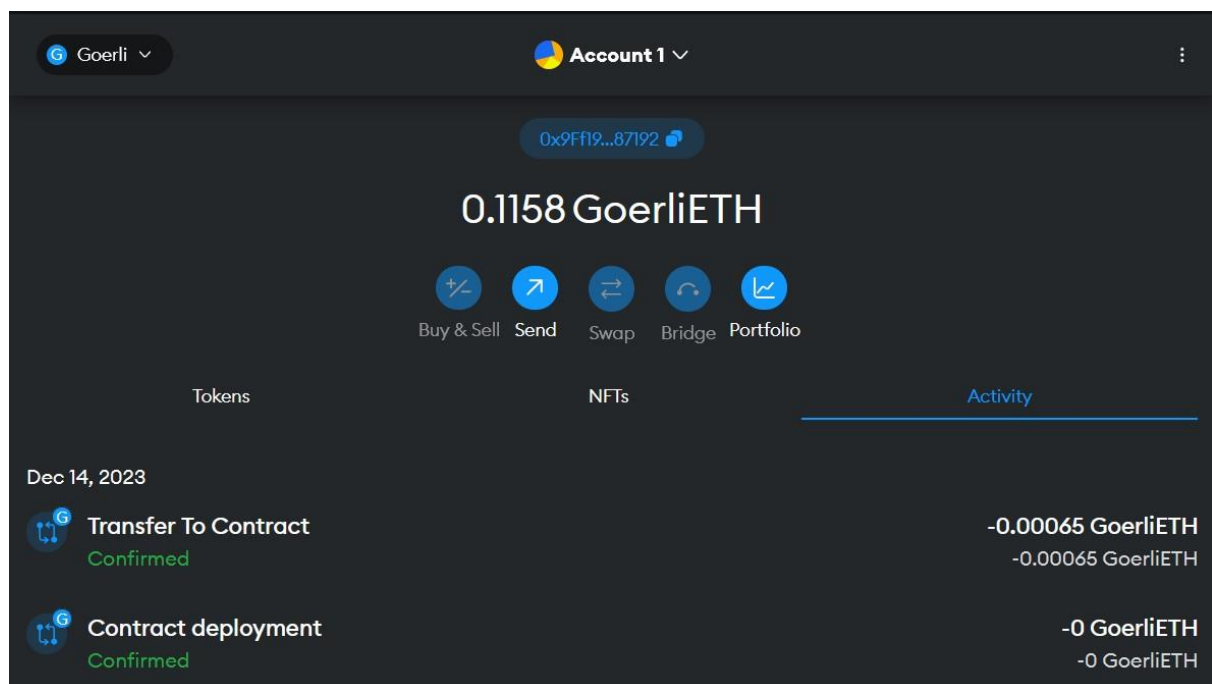 G Goerli
Account 1
0x9Ff19...87192
0.1158 GoerliETH
Buy & Sell Send Swap Bridge Portfolio
Tokens NFTs Activity
Dec 14, 2023
G
Transfer To Contract -0.00065 GoerliETH
Confirmed -0.00065 GoerliETH
G
Contract deployment -0 GoerliETH
Confirmed -0 GoerliETH